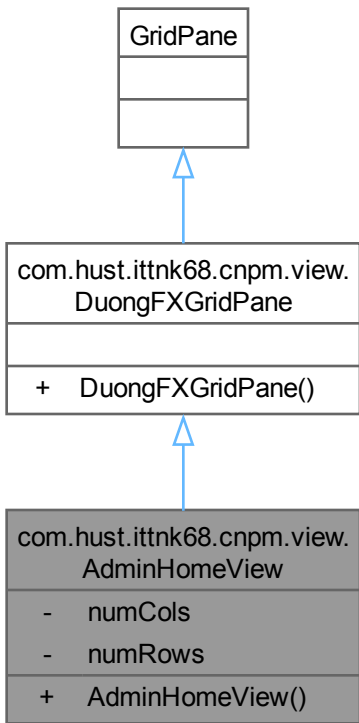 GridPane
com.hust.ittnk68.cnpm.view.
DuongFXGridPane
+ DuongFXGridPane()
com.hust.ittnk68.cnpm.view.
AdminHomeView
- numCols
- numRows
+ AdminHomeView()